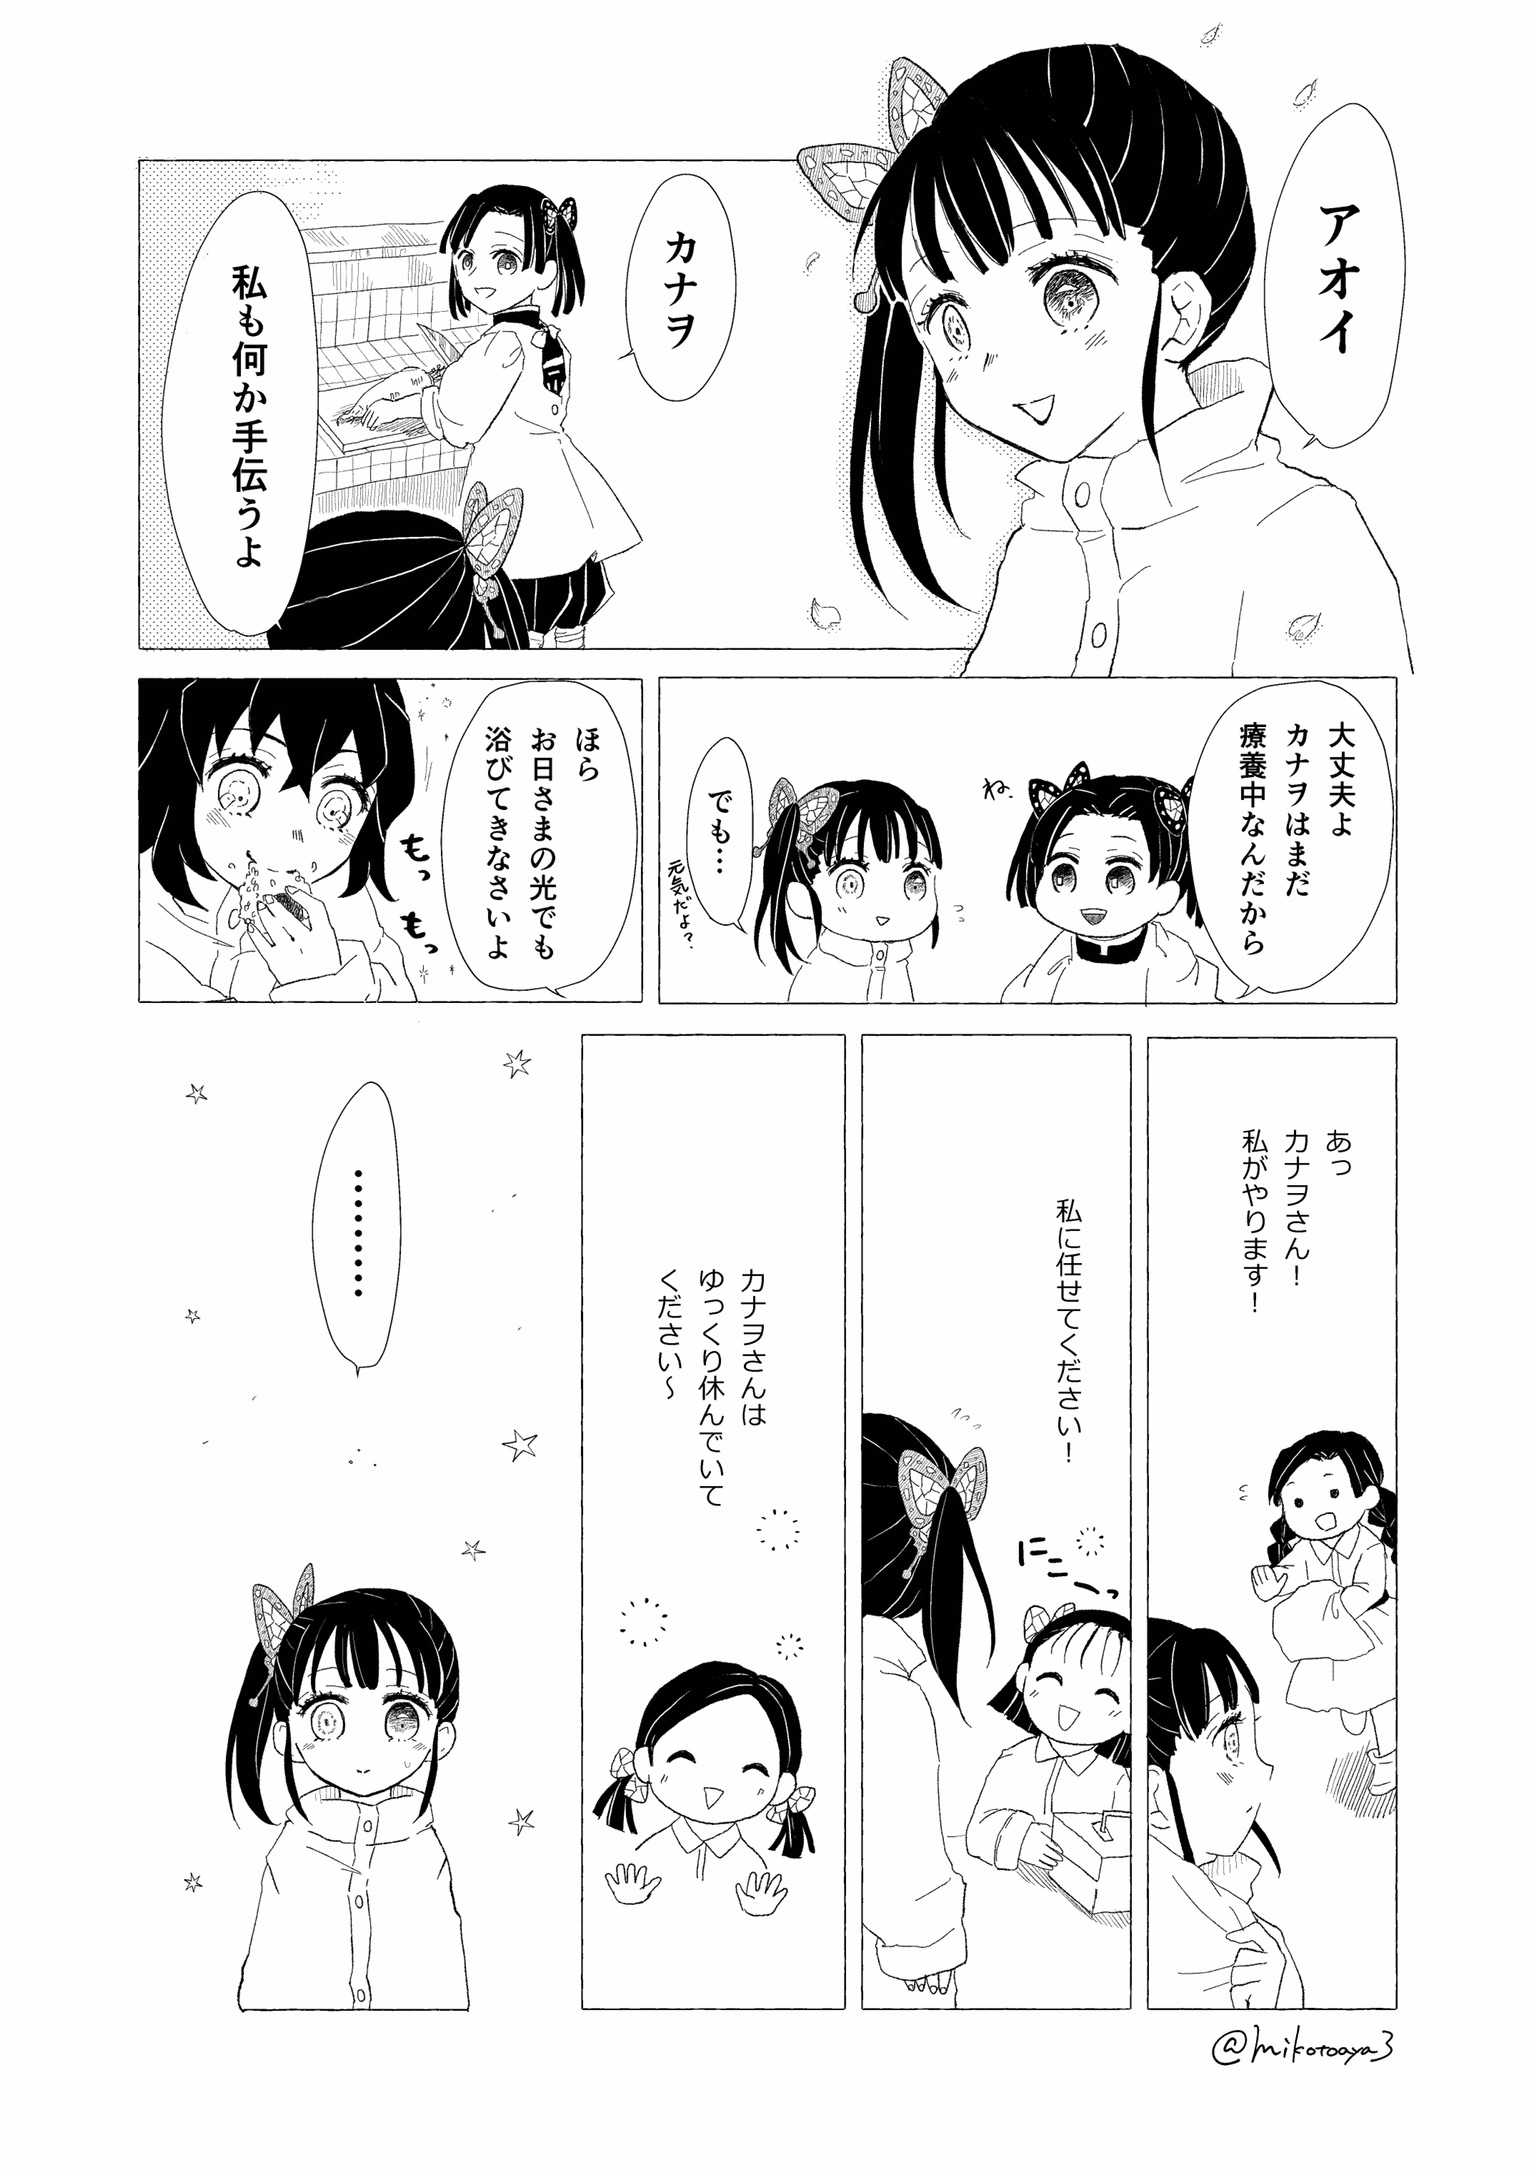 アオイ
カナヲ
私も何か手伝うよ
大丈夫よ
カナヲはまだ
療養中なんだから
ね、
でも…
元気だよ?
ほら
お日さまの光でも
浴びてきなさいよ
もっ
もっ
あっ
カナヲさん!
私がやります!
私に任せてください!
にこーっ
カナヲさんは
ゆっくり休んでいて
ください〜
………
@mikotoaya3